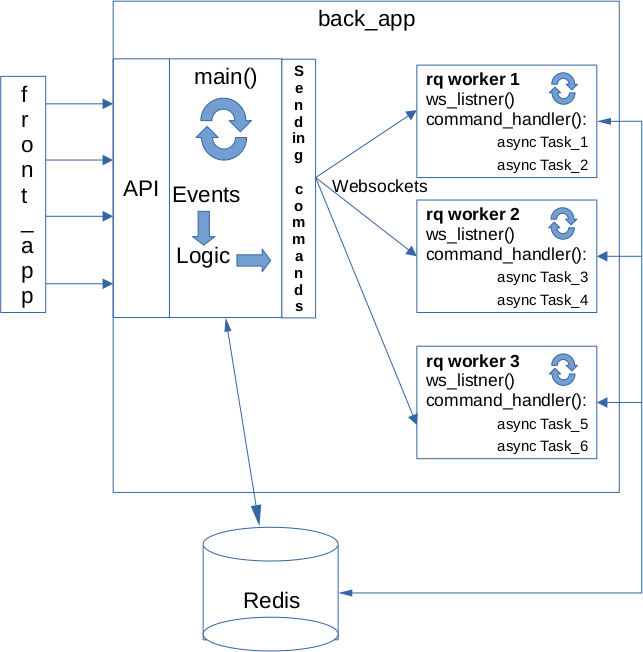 back_app
front_app
API
main()
Events
Logic
Sending commands
Websockets
rq worker 1
ws_listner()
command_handler():
async Task_1
async Task_2
rq worker 2
ws_listner()
command_handler():
async Task_3
async Task_4
rq worker 3
ws_listner()
command_handler():
async Task_5
async Task_6
Redis